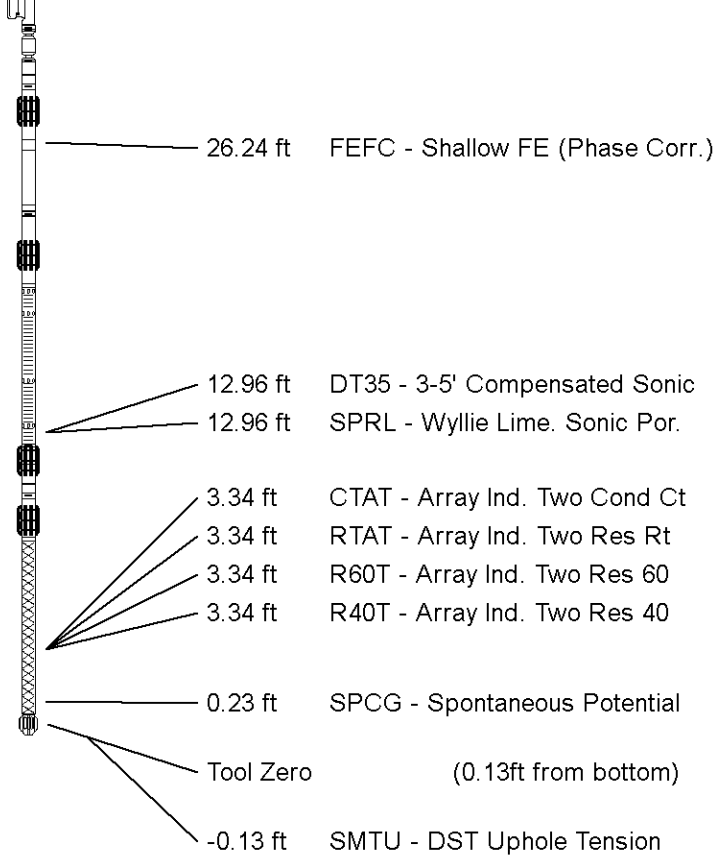 26.24 ft FEFC - Shallow FE (Phase Corr.)
12.96 ft DT35 - 3-5' Compensated Sonic
12.96 ft SPRL - Wyllie Lime. Sonic Por.
3.34 ft CTAT - Array Ind. Two Cond Ct
3.34 ft RTAT - Array Ind. Two Res Rt
3.34 ft R60T - Array Ind. Two Res 60
3.34 ft R40T - Array Ind. Two Res 40
0.23 ft SPCG - Spontaneous Potential
Tool Zero (0.13ft from bottom)
-0.13 ft SMTU - DST Uphole Tension